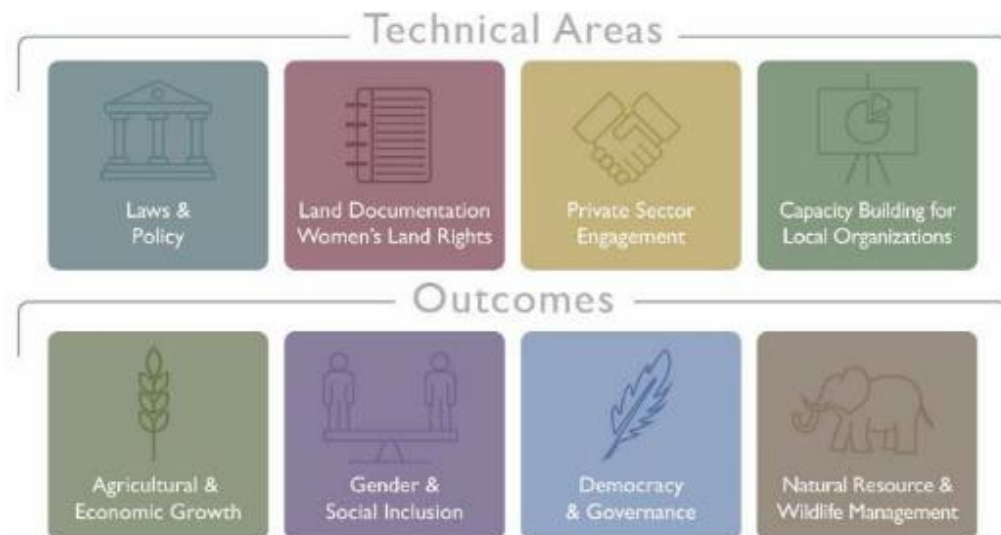 Technical Areas
Laws &
Policy
Land Documentation
Women's Land Rights
Private Sector
Engagement
Capacity Building for
Local Organizations
Outcomes
Agricultural &
Economic Growth
Gender &
Social Inclusion
Democracy
& Governance
Natural Resource &
Wildlife Management